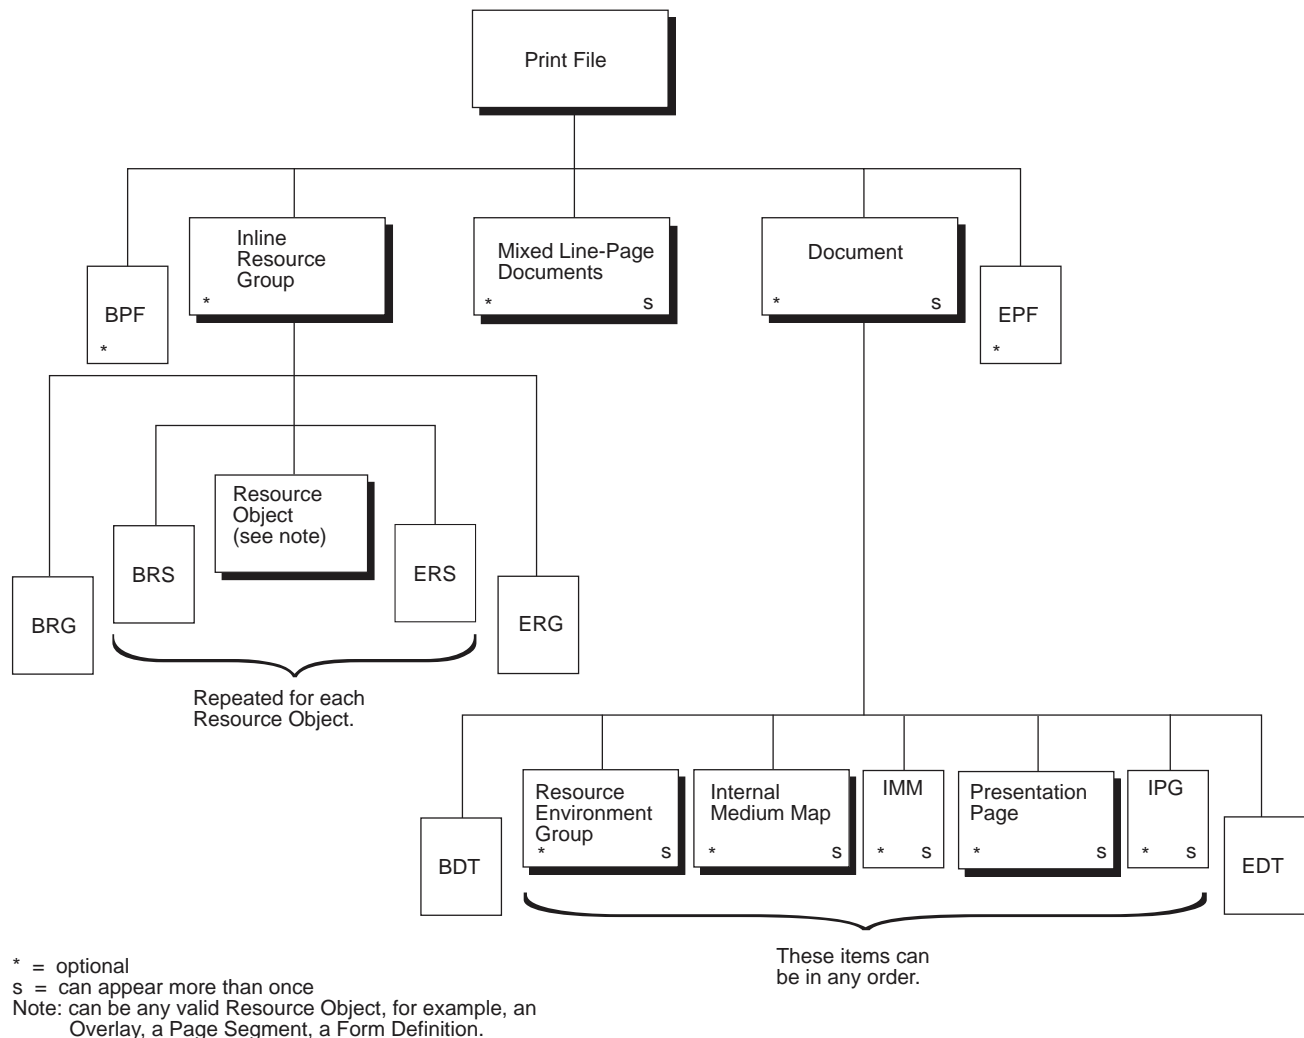 Print File
Inline
Resource
Group
*
Mixed Line-Page
Documents
* s
Document
* s
BPF
*
EPF
*
Resource
Object
(see note)
BRS
ERS
BRG
ERG
Repeated for each
Resource Object.
Resource
Environment
Group
* s
Internal
Medium Map
* s
IMM
* s
Presentation
Page
* s
IPG
* s
BDT
EDT
These items can
be in any order.
* = optional
s = can appear more than once
Note: can be any valid Resource Object, for example, an
Overlay, a Page Segment, a Form Definition.